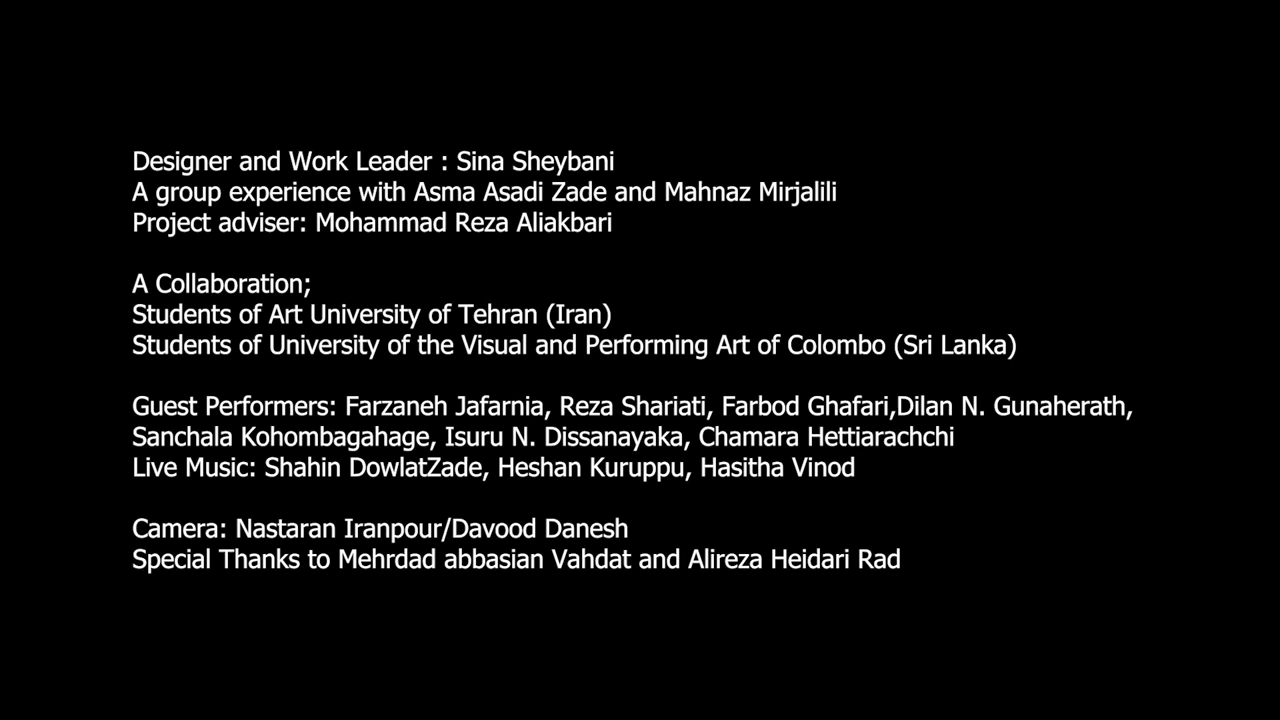 Designer and Work Leader : Sina Sheybani
A group experience with Asma Asadi Zade and Mahnaz Mirjalili
Project adviser: Mohammad Reza Aliakbari
A Collaboration;
Students of Art University of Tehran (Iran)
Students of University of the Visual and Performing Art of Colombo (Sri Lanka)
Guest Performers: Farzaneh Jafarnia, Reza Shariati, Farbod Ghafari,Dilan N. Gunaherath,
Sanchala Kohombagahage, Isuru N. Dissanayaka, Chamara Hettiarachchi
Live Music: Shahin DowlatZade, Heshan Kuruppu, Hasitha Vinod
Camera: Nastaran Iranpour/Davood Danesh
Special Thanks to Mehrdad abbasian Vahdat and Alireza Heidari Rad